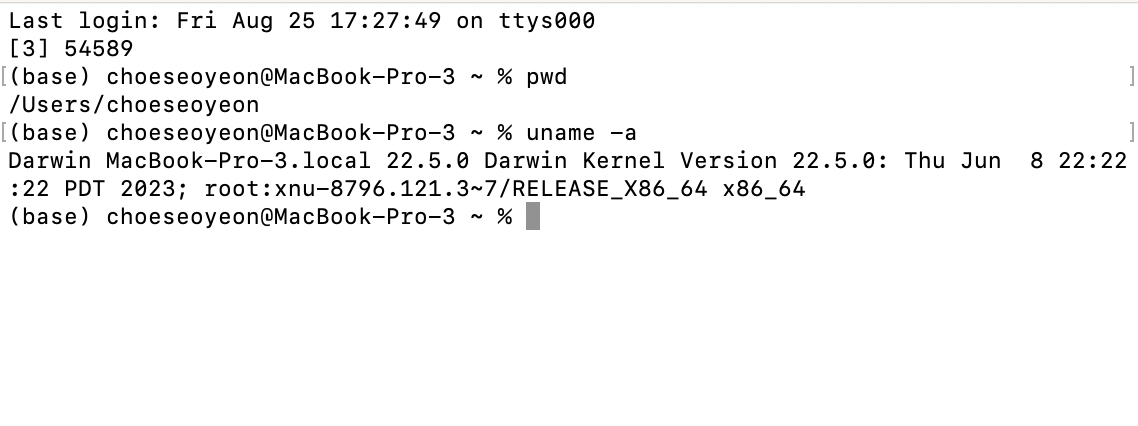 Last login: Fri Aug 25 17:27:49 on ttys000
[3] 54589
[(base) choeseoyeon@MacBook-Pro-3 ~ % pwd ]
/Users/choeseoyeon
[(base) choeseoyeon@MacBook-Pro-3 ~ % uname -a ]
Darwin MacBook-Pro-3.local 22.5.0 Darwin Kernel Version 22.5.0: Thu Jun  8 22:22
:22 PDT 2023; root:xnu-8796.121.3~7/RELEASE_X86_64 x86_64
(base) choeseoyeon@MacBook-Pro-3 ~ %